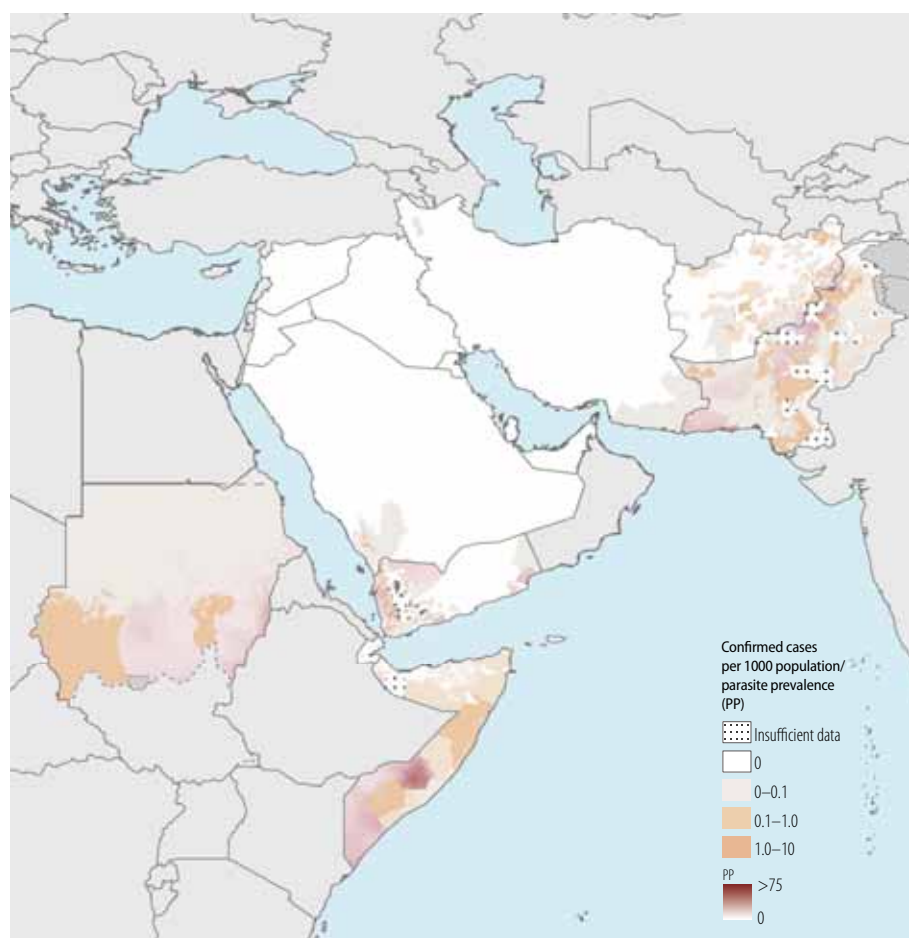 Confirmed cases
per 1000 population/
parasite prevalence
(PP)
Insufficient data
0
0–0.1
0.1–1.0
1.0–10
PP
>75
0